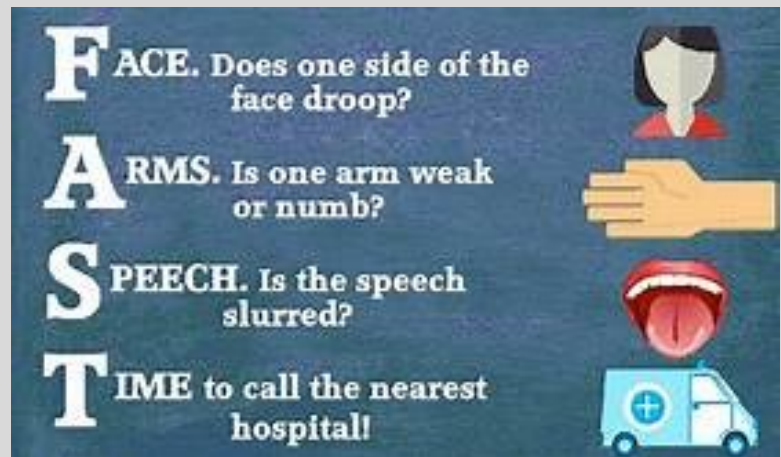 FACE. Does one side of the
face droop?
ARMS. Is one arm weak
or numb?
SPEECH. Is the speech
slurred?
TIME to call the nearest
hospital!